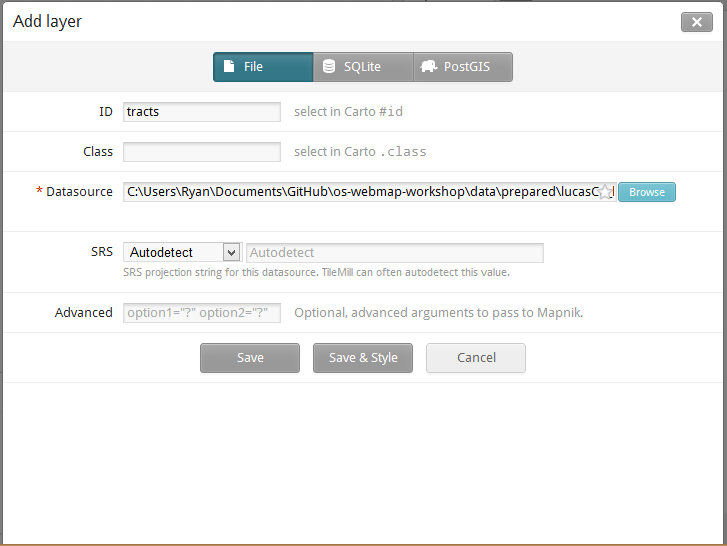 Add layer
File SQLite PostGIS
ID tracts select in Carto #id
Class select in Carto .class
* Datasource C:\Users\Ryan\Documents\GitHub\os-webmap-workshop\data\prepared\lucasC Browse
SRS Autodetect Autodetect
SRS projection string for this datasource. TileMill can often autodetect this value.
Advanced option1="?" option2="?" Optional, advanced arguments to pass to Mapnik.
Save Save & Style Cancel